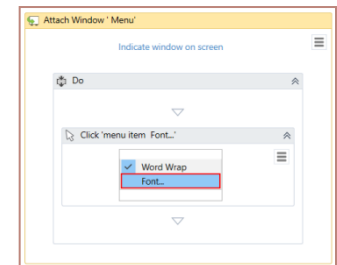 Attach Window ' Menu'
Indicate window on screen
Do
Click 'menu item  Font...'
Word Wrap
Font...